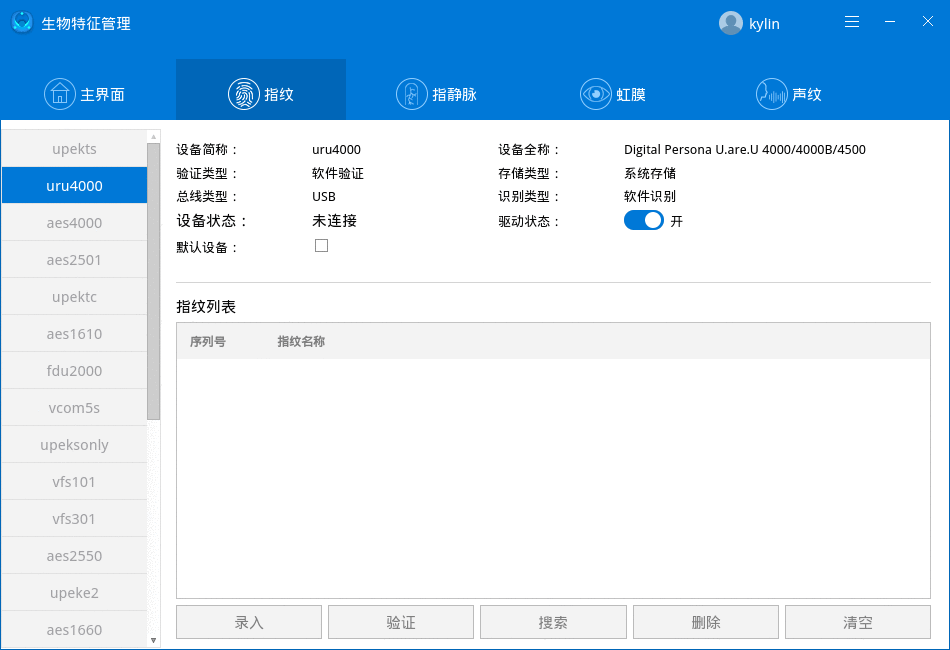 生物特征管理
kylin
主界面
指纹
指静脉
虹膜
声纹
upekts
uru4000
aes4000
aes2501
upektc
aes1610
fdu2000
vcom5s
upeksonly
vfs101
vfs301
aes2550
upeke2
aes1660
设备简称： uru4000 设备全称： Digital Persona U.are.U 4000/4000B/4500
验证类型： 软件验证 存储类型： 系统存储
总线类型： USB 识别类型： 软件识别
设备状态： 未连接 驱动状态： 开
默认设备：
指纹列表
序列号 指纹名称
录入 验证 搜索 删除 清空